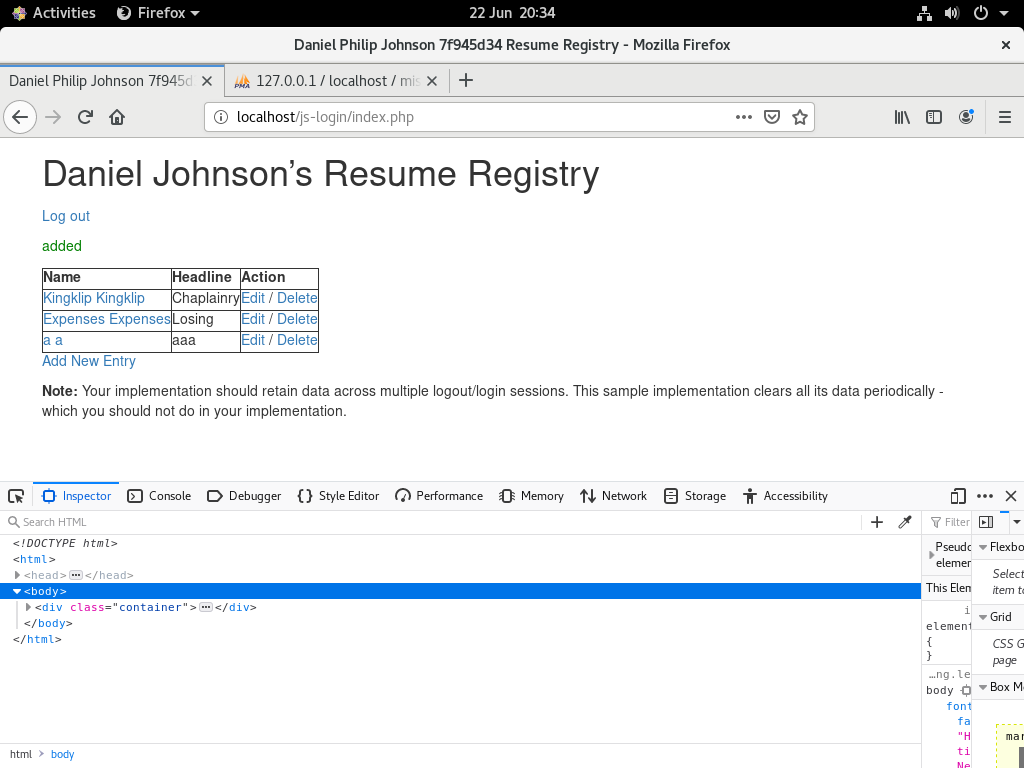 Activities Firefox 22 Jun 20:34
Daniel Philip Johnson 7f945d34 Resume Registry - Mozilla Firefox
Daniel Philip Johnson 7f945d 127.0.0.1 / localhost / mis
localhost/js-login/index.php
Daniel Johnson’s Resume Registry
Log out
added
Name Headline Action
Kingklip Kingklip Chaplainry Edit / Delete
Expenses Expenses Losing Edit / Delete
a a aaa Edit / Delete
Add New Entry
Note: Your implementation should retain data across multiple logout/login sessions. This sample implementation clears all its data periodically -
which you should not do in your implementation.
Inspector Console Debugger Style Editor Performance Memory Network Storage Accessibility
Search HTML Filter
<!DOCTYPE html>
<html>
<head></head>
<body>
<div class="container"></div>
</body>
</html>
html > body
Pseudo
elemen
This Elem
i
element
{
}
…ng.le
body
font
fa
"H
ti
Ne
Flexbo
Select
item to
Grid
CSS G
page
Box Mo
mar